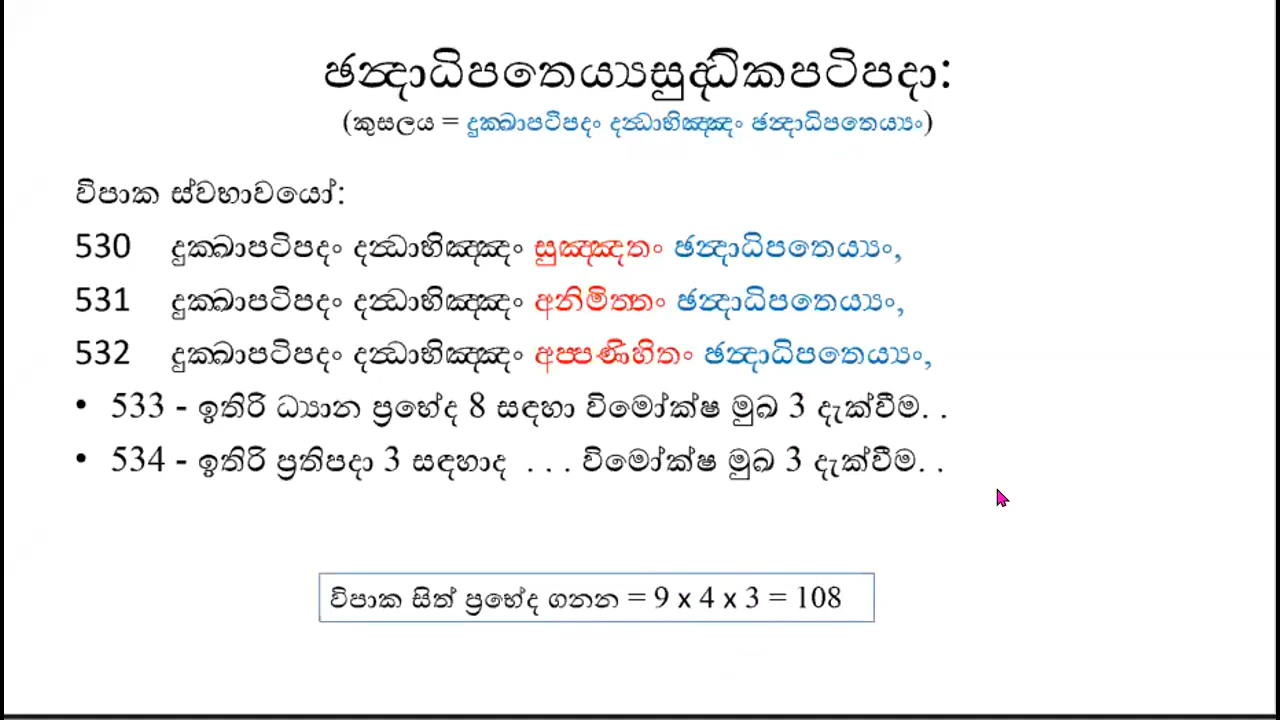 ඡන්‍දාධිපතෙය්‍යසුද්‍ධිකපටිපදා:
(කුසලය = දුක්‍ඛාපටිපදං දන්‍ධාභිඤ්‍ඤං ඡන්‍දාධිපතෙය්‍යං)
විපාක ස්වභාවයෝ:
530 දුක්‍ඛාපටිපදං දන්‍ධාභිඤ්‍ඤං සුඤ්‍ඤතං ඡන්‍දාධිපතෙය්‍යං,
531 දුක්‍ඛාපටිපදං දන්‍ධාභිඤ්‍ඤං අනිමිත්‍තං ඡන්‍දාධිපතෙය්‍යං,
532 දුක්‍ඛාපටිපදං දන්‍ධාභිඤ්‍ඤං අප්‍පණිහිතං ඡන්‍දාධිපතෙය්‍යං,
• 533 - ඉතිරි ධ්‍යාන ප්‍රභේද 8 සඳහා විමෝක්ෂ මුඛ 3 දැක්වීම. .
• 534 - ඉතිරි ප්‍රතිපදා 3 සඳහාද . . . විමෝක්ෂ මුඛ 3 දැක්වීම. .
විපාක සිත් ප්‍රභේද ගනන = 9 x 4 x 3 = 108